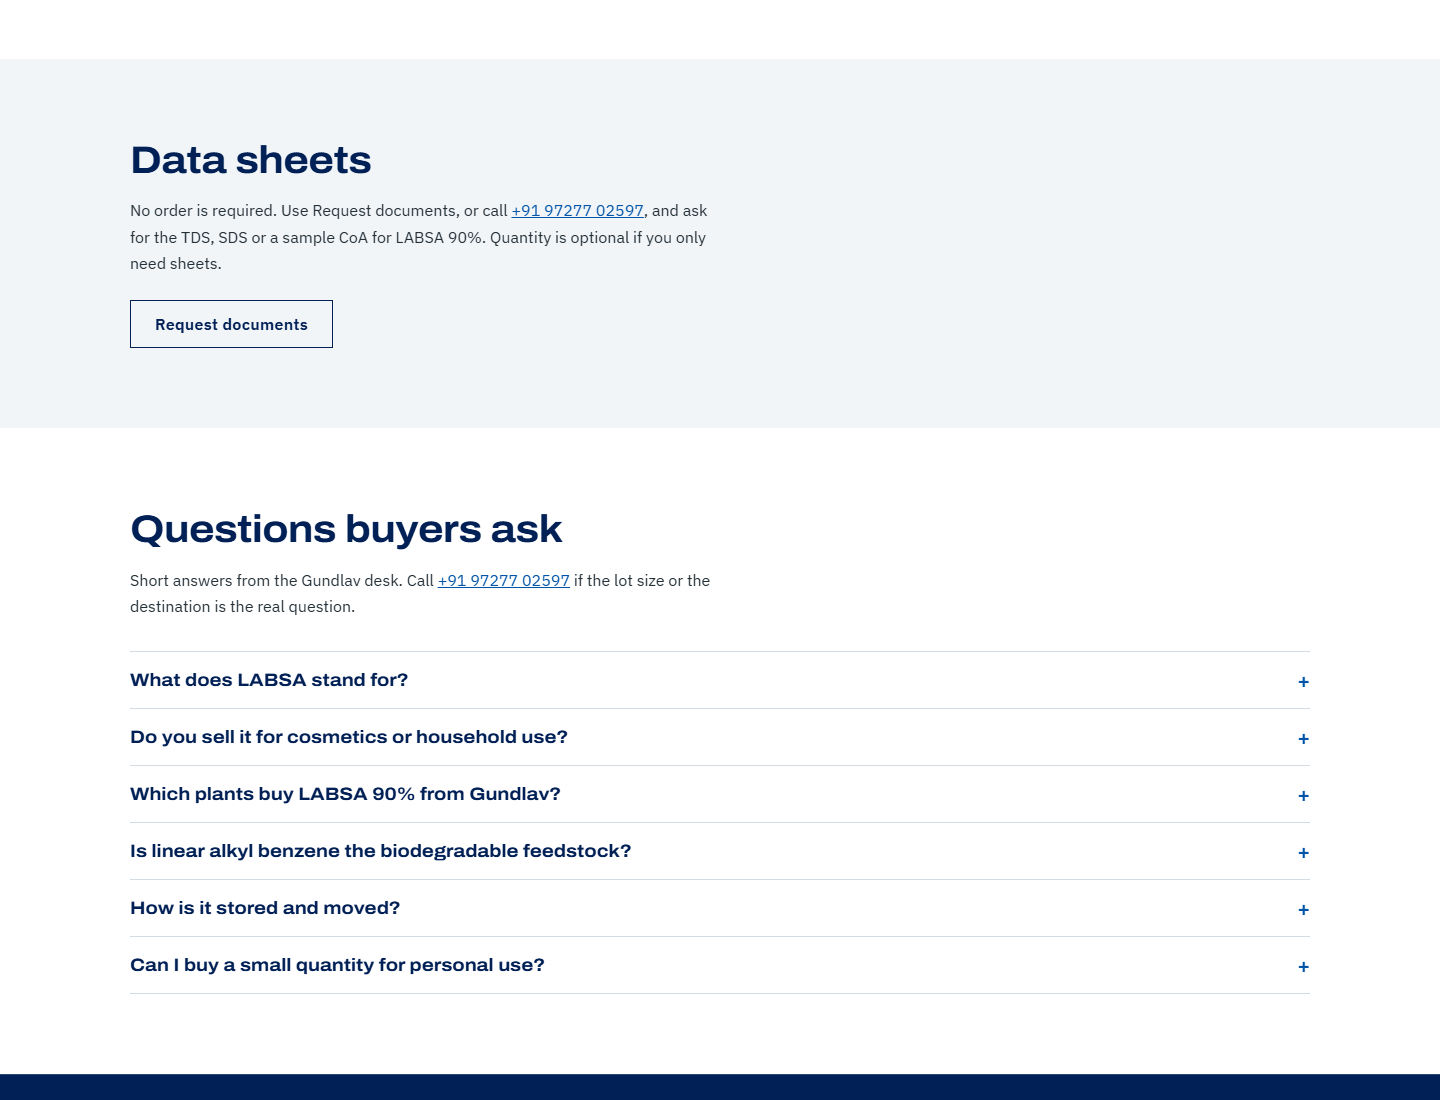 Data sheets
No order is required. Use Request documents, or call +91 97277 02597, and ask
for the TDS, SDS or a sample CoA for LABSA 90%. Quantity is optional if you only
need sheets.
Request documents
Questions buyers ask
Short answers from the Gundlav desk. Call +91 97277 02597 if the lot size or the
destination is the real question.
What does LABSA stand for? +
Do you sell it for cosmetics or household use? +
Which plants buy LABSA 90% from Gundlav? +
Is linear alkyl benzene the biodegradable feedstock? +
How is it stored and moved? +
Can I buy a small quantity for personal use? +